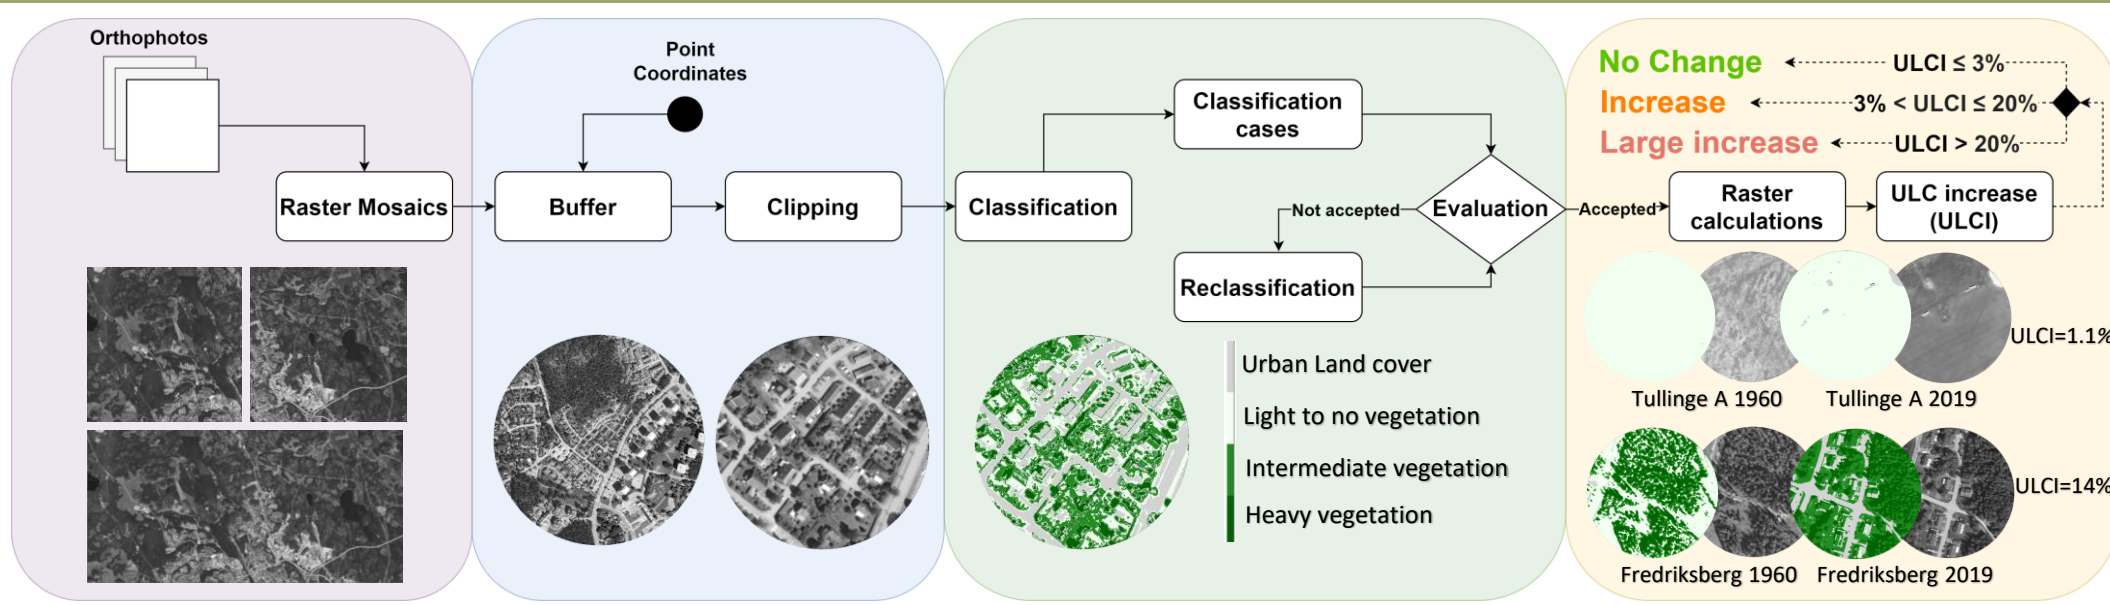 Orthophotos
Raster Mosaics
Point
Coordinates
Buffer
Clipping
Classification
Classification
cases
Evaluation
Not accepted
Reclassification
Accepted
Urban Land cover
Light to no vegetation
Intermediate vegetation
Heavy vegetation
No Change
ULCI ≤ 3%
Increase
3% < ULCI ≤ 20%
Large increase
ULCI > 20%
Raster
calculations
ULC increase
(ULCI)
ULCI=1.1%
Tullinge A 1960
Tullinge A 2019
ULCI=14%
Fredriksberg 1960
Fredriksberg 2019